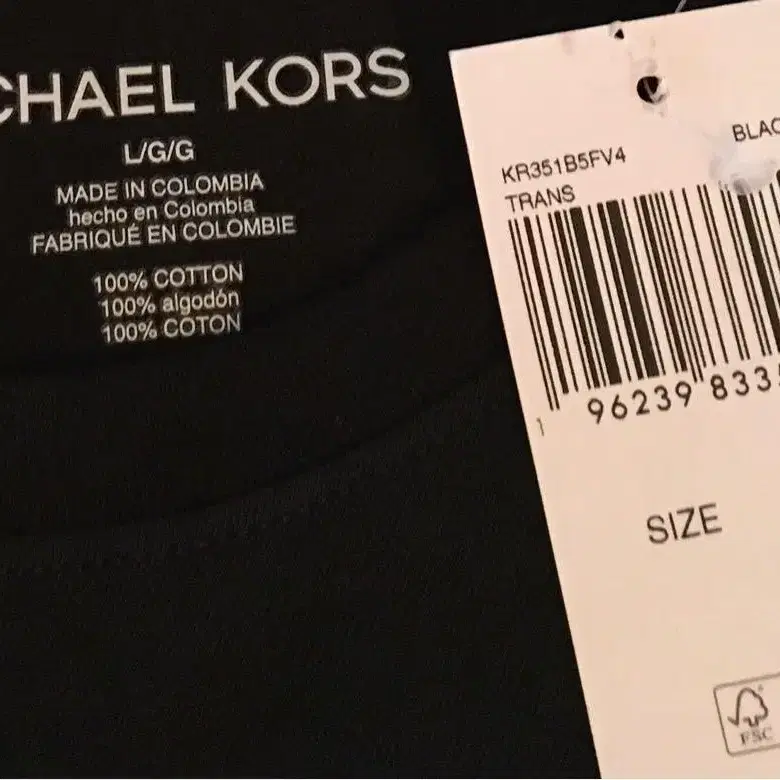 CHAEL KORS
L/G/G
MADE IN COLOMBIA
hecho en Colombia
FABRIQUÉ EN COLOMBIE
100% COTTON
100% algodón
100% COTON
KR351B5FV4
BLAC
TRANS
1 96239 833
SIZE
FSC